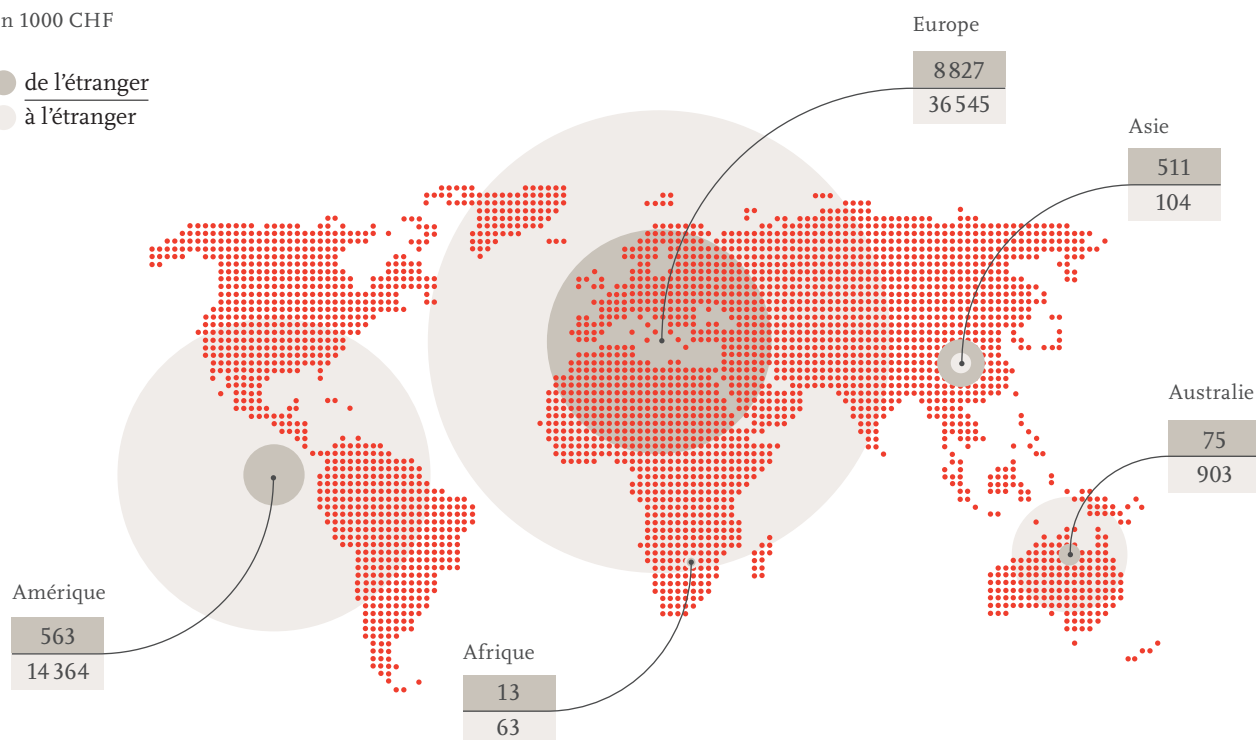 n 1000 CHF
de l’étranger
à l’étranger
Europe
8 827
36 545
Asie
511
104
Australie
75
903
Amérique
563
14 364
Afrique
13
63